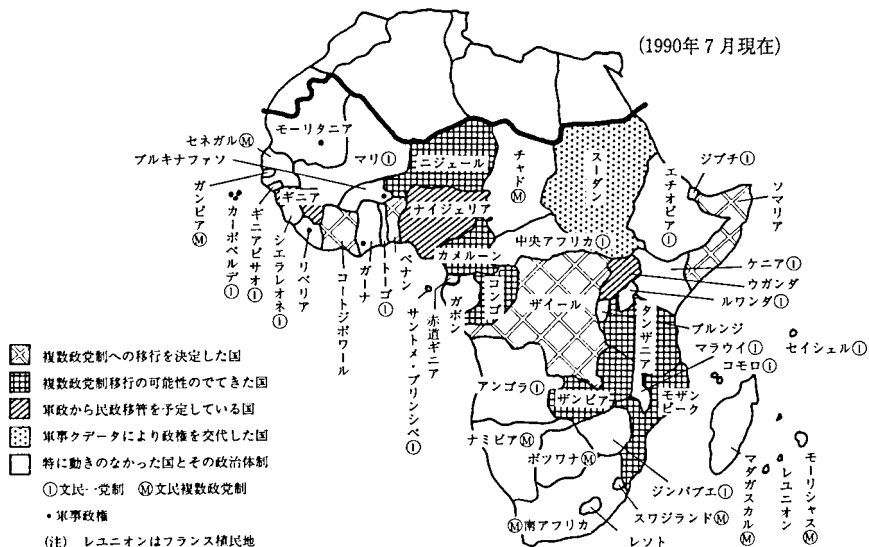 (1990年7月現在)
モーリタニア
セネガルⓂ
ブルキナファソ
マリ①
ニジェール
チャドⓂ
スーダン
エチオピア①
ジブチ①
ソマリア
ガンビアⓂ
カーボベルデ①
ギニアビサオ①
ギニア
シエラレオネ①
リベリア
コートジボワール
ガーナ
トーゴ①
ベナン
ナイジェリア
カメルーン
中央アフリカ①
サントメ・プリンシペ①
赤道ギニア
ガボン
コンゴ
ザイール
ケニア①
ウガンダ
ルワンダ①
ブルンジ
タンザニア
マラウイ①
セイシェル①
コモロ①
アンゴラ①
ザンビア
モザンビーク
ナミビアⓂ
ボツワナⓂ
ジンバブエ①
スワジランドⓂ
Ⓜ南アフリカ
レソト
マダガスカルⓂ
レユニオン
モーリシャスⓂ
複数政党制への移行を決定した国
複数政党制移行の可能性のでてきた国
軍政から民政移管を予定している国
軍事クデータにより政権を交代した国
特に動きのなかった国とその政治体制
①文民一党制 Ⓜ文民複数政党制
・軍事政権
(注) レユニオンはフランス植民地